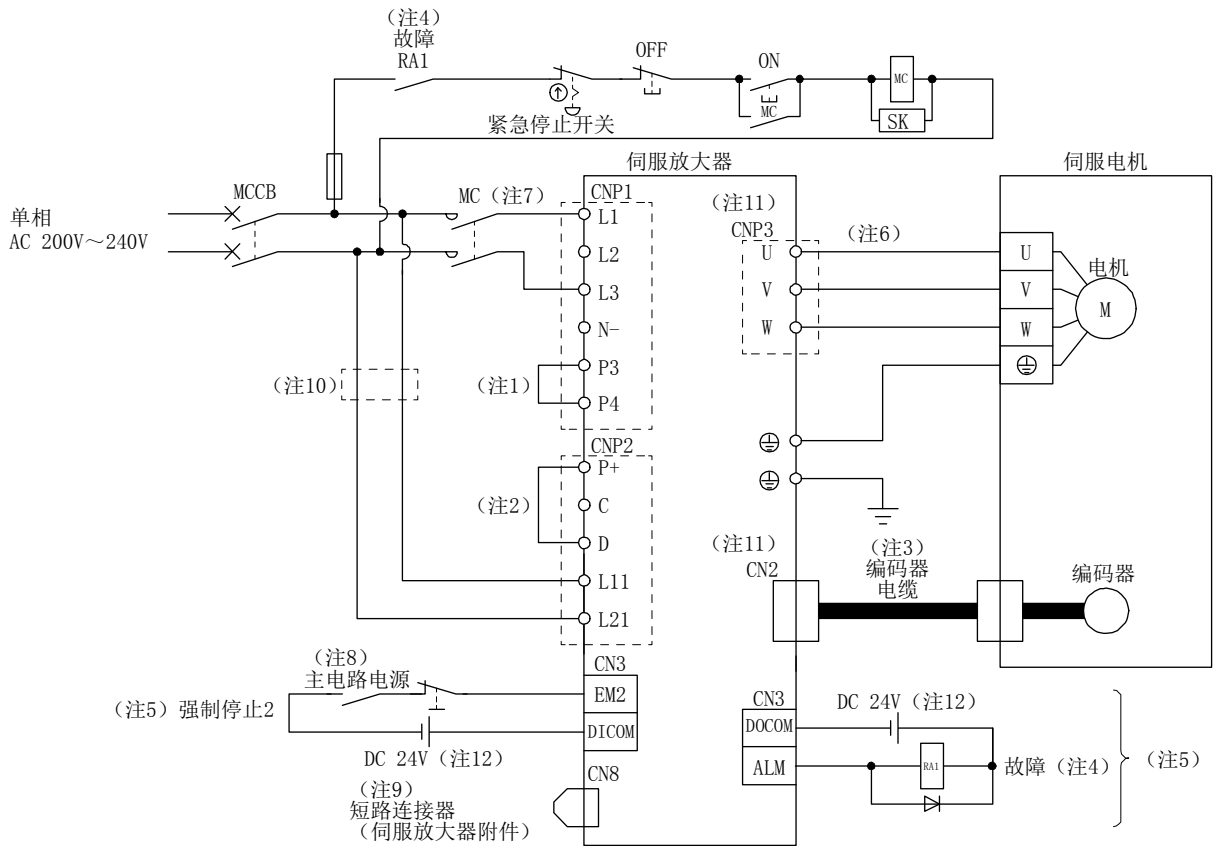 （注4）
故障
RA1
OFF
ON
MC
MC
SK
紧急停止开关
伺服放大器
伺服电机
MCCB
MC（注7）
CNP1
（注11）
CNP3
（注6）
单相
AC 200V～240V
L1
L2
L3
N−
P3
P4
（注1）
（注10）
U
V
W
U
V
W
电机
M
CNP2
P+
C
D
L11
L21
（注2）
（注11）
CN2
（注3）
编码器
电缆
编码器
（注8）
主电路电源
（注5）强制停止2
DC 24V（注12）
CN3
EM2
DICOM
CN3
DOCOM
ALM
DC 24V（注12）
RA1
故障（注4）
（注5）
CN8
（注9）
短路连接器
（伺服放大器附件）